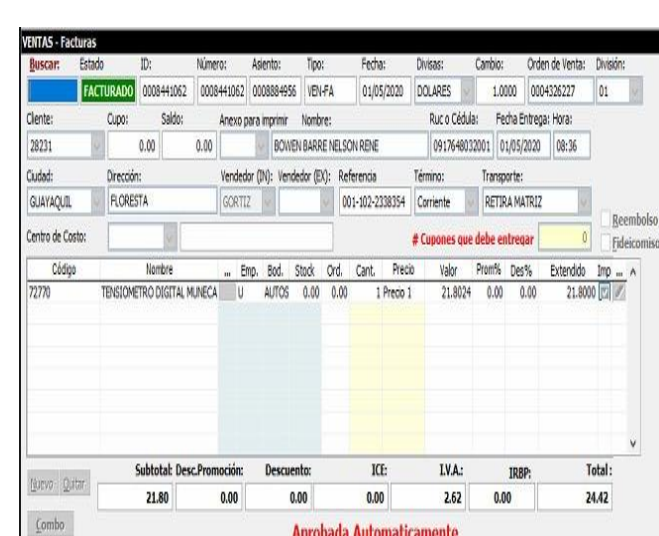 VENTAS - Facturas
Buscar: Estado ID: Número: Asiento: Tipo: Fecha: Divisas: Cambio: Orden de Venta: División:
FACTURADO 0008441062 0008441062 0008884956 VEN-FA 01/05/2020 DOLARES 1.0000 0004326227 01
Cliente: Cupo: Saldo: Anexo para imprimir Nombre: Ruc o Cédula: Fecha Entrega: Hora:
28231 0.00 0.00 BOWEN BARRE NELSON RENE 0917648032001 01/05/2020 08:36
Ciudad: Dirección: Vendedor (IN): Vendedor (EX): Referencia Término: Transporte:
GUAYAQUIL FLORESTA GORTIZ 001-102-2338354 Corriente RETIRA MATRIZ
Reembolso
Centro de Costo: # Cupones que debe entregar 0 Fideicomiso
Código Nombre ... Emp. Bod. Stock Ord. Cant. Precio Valor Prom% Des% Extendido Imp ...
72770 TENSIOMETRO DIGITAL MUNECA U AUTOS 0.00 0.00 1 Precio 1 21.8024 0.00 0.00 21.8000
Subtotal: Desc.Promoción: Descuento: ICE: I.V.A.: IRBP: Total:
Nuevo Quitar 21.80 0.00 0.00 0.00 2.62 0.00 24.42
Combo Aprobada Automaticamente